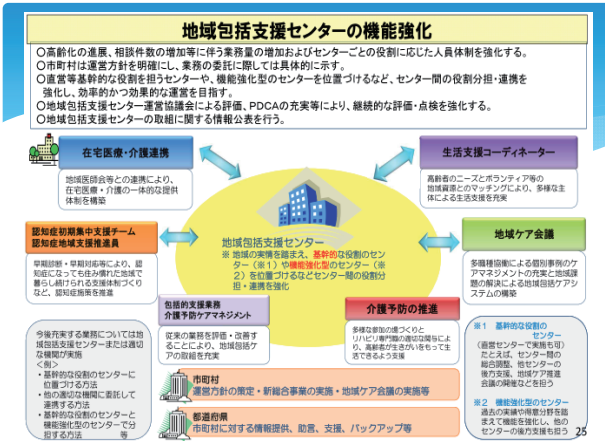 地域包括支援センターの機能強化
○高齢化の進展、相談件数の増加等に伴う業務量の増加およびセンターごとの役割に応じた人員体制を強化する。
○市町村は運営方針を明確にし、業務の委託に際しては具体的に示す。
○直営等基幹的な役割を担うセンターや、機能強化型のセンターを位置づけるなど、センター間の役割分担・連携を
強化し、効率的かつ効果的な運営を目指す。
○地域包括支援センター運営協議会による評価、PDCAの充実等により、継続的な評価・点検を強化する。
○地域包括支援センターの取組に関する情報公表を行う。
在宅医療・介護連携
地域医師会等との連携により、
在宅医療・介護の一体的な提供
体制を構築
生活支援コーディネーター
高齢者のニーズとボランティア等の
地域資源とのマッチングにより、多様な主
体による生活支援を充実
認知症初期集中支援チーム
認知症地域支援推進員
早期診断・早期対応等により、認
知症になっても住み慣れた地域で
暮らし続けられる支援体制づくり
など、認知症施策を推進
地域包括支援センター
※ 地域の実情を踏まえ、基幹的な役割のセン
ター（※１）や機能強化型のセンター（※
２）を位置づけるなどセンター間の役割分
担・連携を強化
地域ケア会議
多職種協働による個別事例のケ
アマネジメントの充実と地域課
題の解決による地域包括ケアシ
ステムの構築
包括的支援業務
介護予防ケアマネジメント
従来の業務を評価・改善す
ることにより、地域包括ケ
アの取組を充実
介護予防の推進
多様な参加の場づくりと
リハビリ専門職の適切な関与によ
り、高齢者が生きがいをもって生
活できるよう支援
今後充実する業務については地
域包括支援センターまたは適切
な機関が実施
＜例＞
・基幹的な役割のセンターに
位置づける方法
・他の適切な機関に委託して
連携する方法
・基幹的な役割のセンターと
機能強化型のセンターで分
担する方法 等
市町村
運営方針の策定・新総合事業の実施・地域ケア会議の実施等
都道府県
市町村に対する情報提供、助言、支援、バックアップ等
※１ 基幹的な役割の
センター
（直営センターで実施も可）
たとえば、センター間の
総合調整、他センターの
後方支援、地域ケア推進
会議の開催などを担う
※２ 機能強化型のセンター
過去の実績や得意分野を踏
まえて機能を強化し、他の
センターの後方支援も担う
25